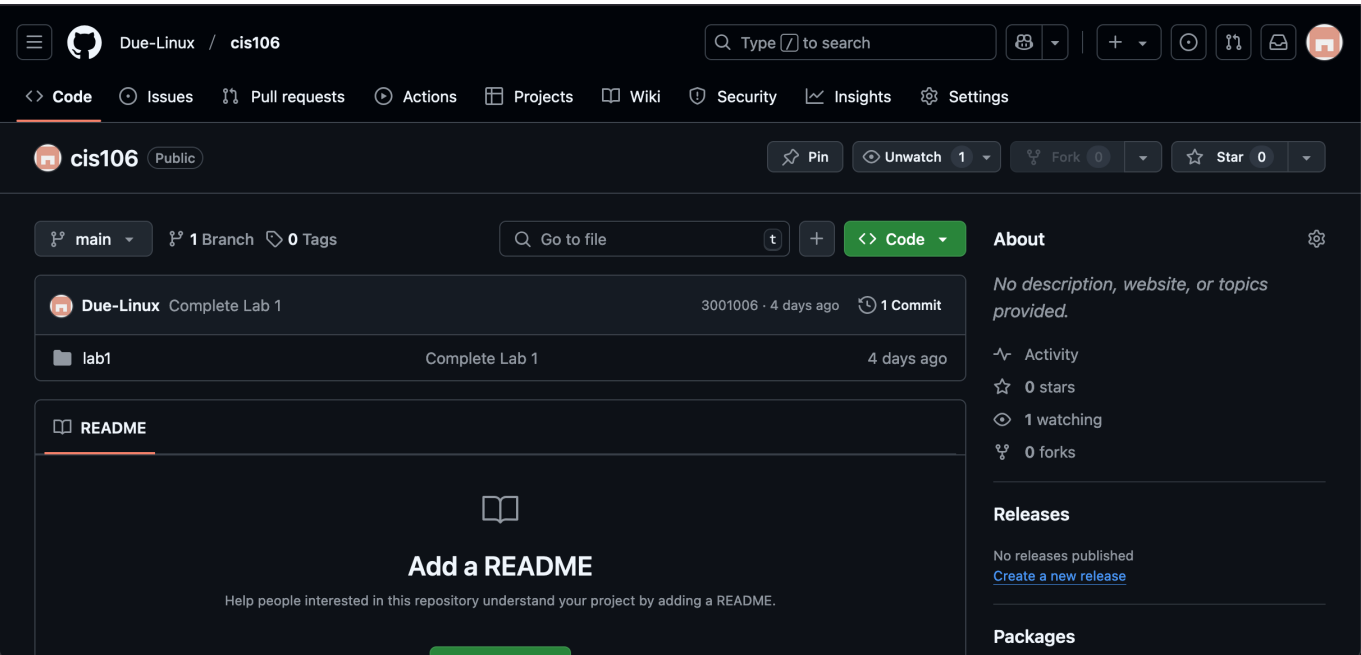 Due-Linux / cis106
Type / to search
Code Issues Pull requests Actions Projects Wiki Security Insights Settings
cis106 Public
Pin Unwatch 1 Fork 0 Star 0
main 1 Branch 0 Tags Go to file t + Code
Due-Linux Complete Lab 1 3001006 · 4 days ago 1 Commit
lab1 Complete Lab 1 4 days ago
README
Add a README
Help people interested in this repository understand your project by adding a README.
About
No description, website, or topics
provided.
Activity
0 stars
1 watching
0 forks
Releases
No releases published
Create a new release
Packages